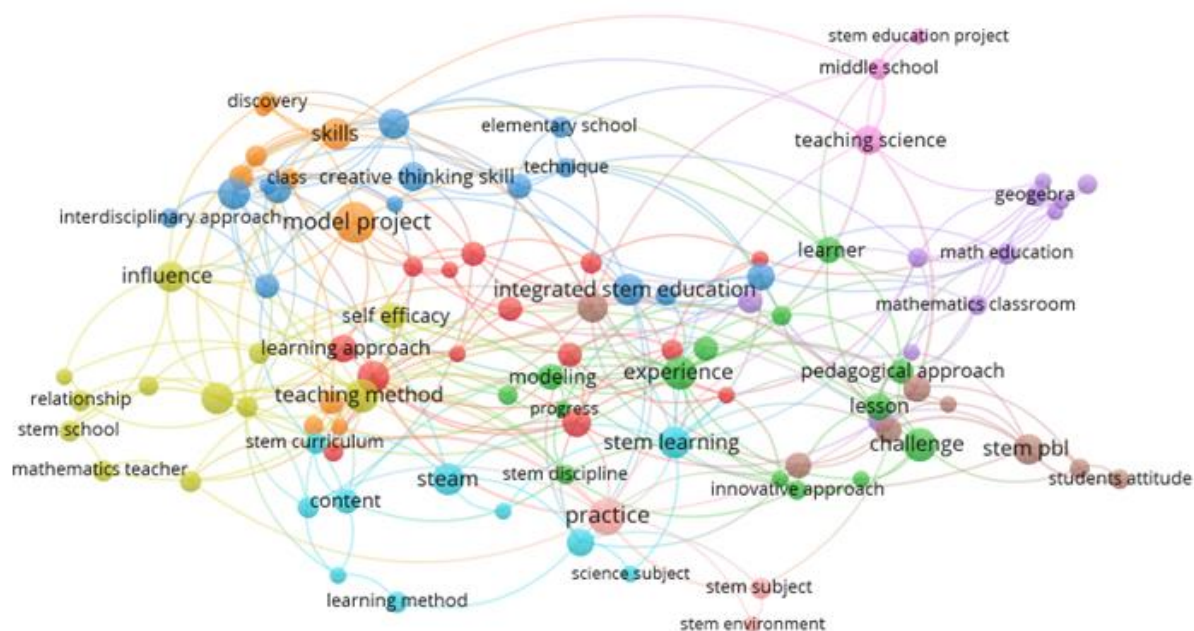 stem education project
middle school
discovery
skills
elementary school
teaching science
technique
class
creative thinking skill
geogebra
interdisciplinary approach
model project
learner
math education
influence
integrated stem education
mathematics classroom
self efficacy
learning approach
modeling
experience
pedagogical approach
teaching method
relationship
progress
lesson
stem school
stem curriculum
stem learning
challenge
stem pbl
mathematics teacher
steam
stem discipline
students attitude
content
innovative approach
practice
science subject
stem subject
learning method
stem environment